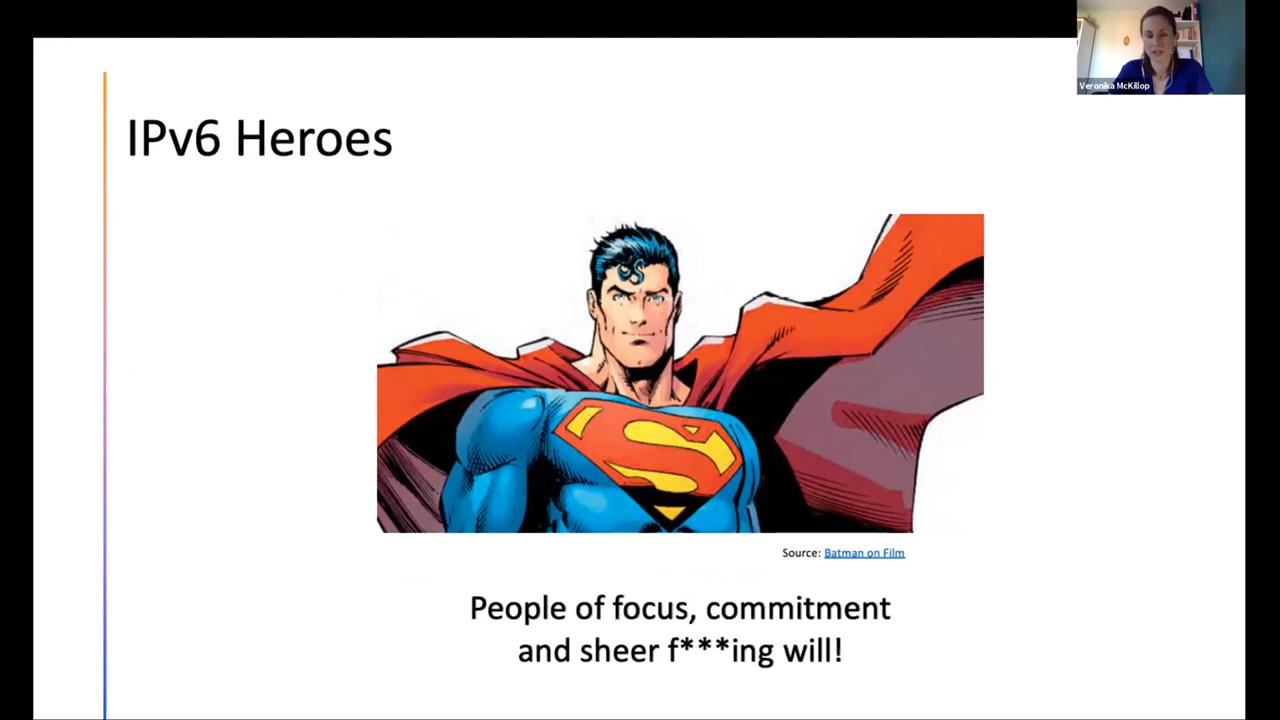 Veronika McKillop
IPv6 Heroes
S
Source: Batman on Film
People of focus, commitment
and sheer f***ing will!